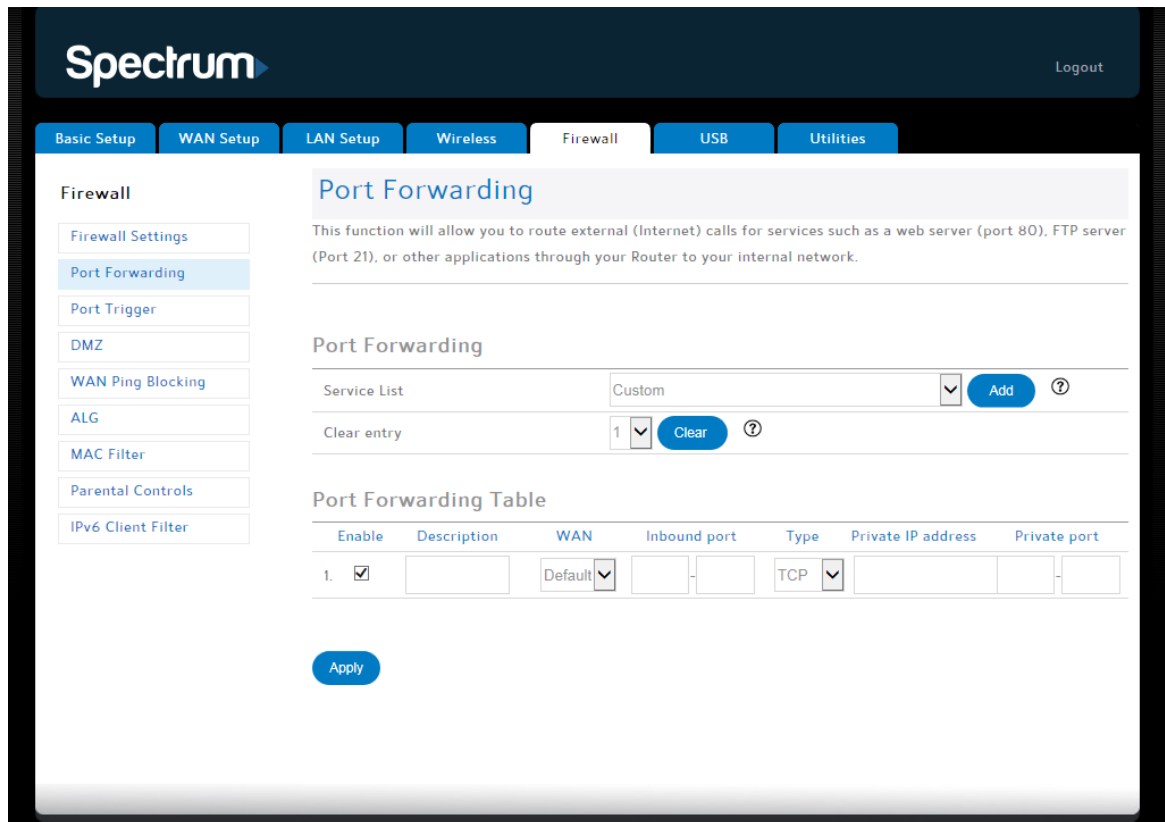 Spectrum
Logout
Basic Setup WAN Setup LAN Setup Wireless Firewall USB Utilities
Firewall
Firewall Settings
Port Forwarding
Port Trigger
DMZ
WAN Ping Blocking
ALG
MAC Filter
Parental Controls
IPv6 Client Filter
Port Forwarding
This function will allow you to route external (Internet) calls for services such as a web server (port 80), FTP server
(Port 21), or other applications through your Router to your internal network.
Port Forwarding
Service List Custom Add ?
Clear entry 1 Clear ?
Port Forwarding Table
Enable Description WAN Inbound port Type Private IP address Private port
1. Default - TCP -
Apply